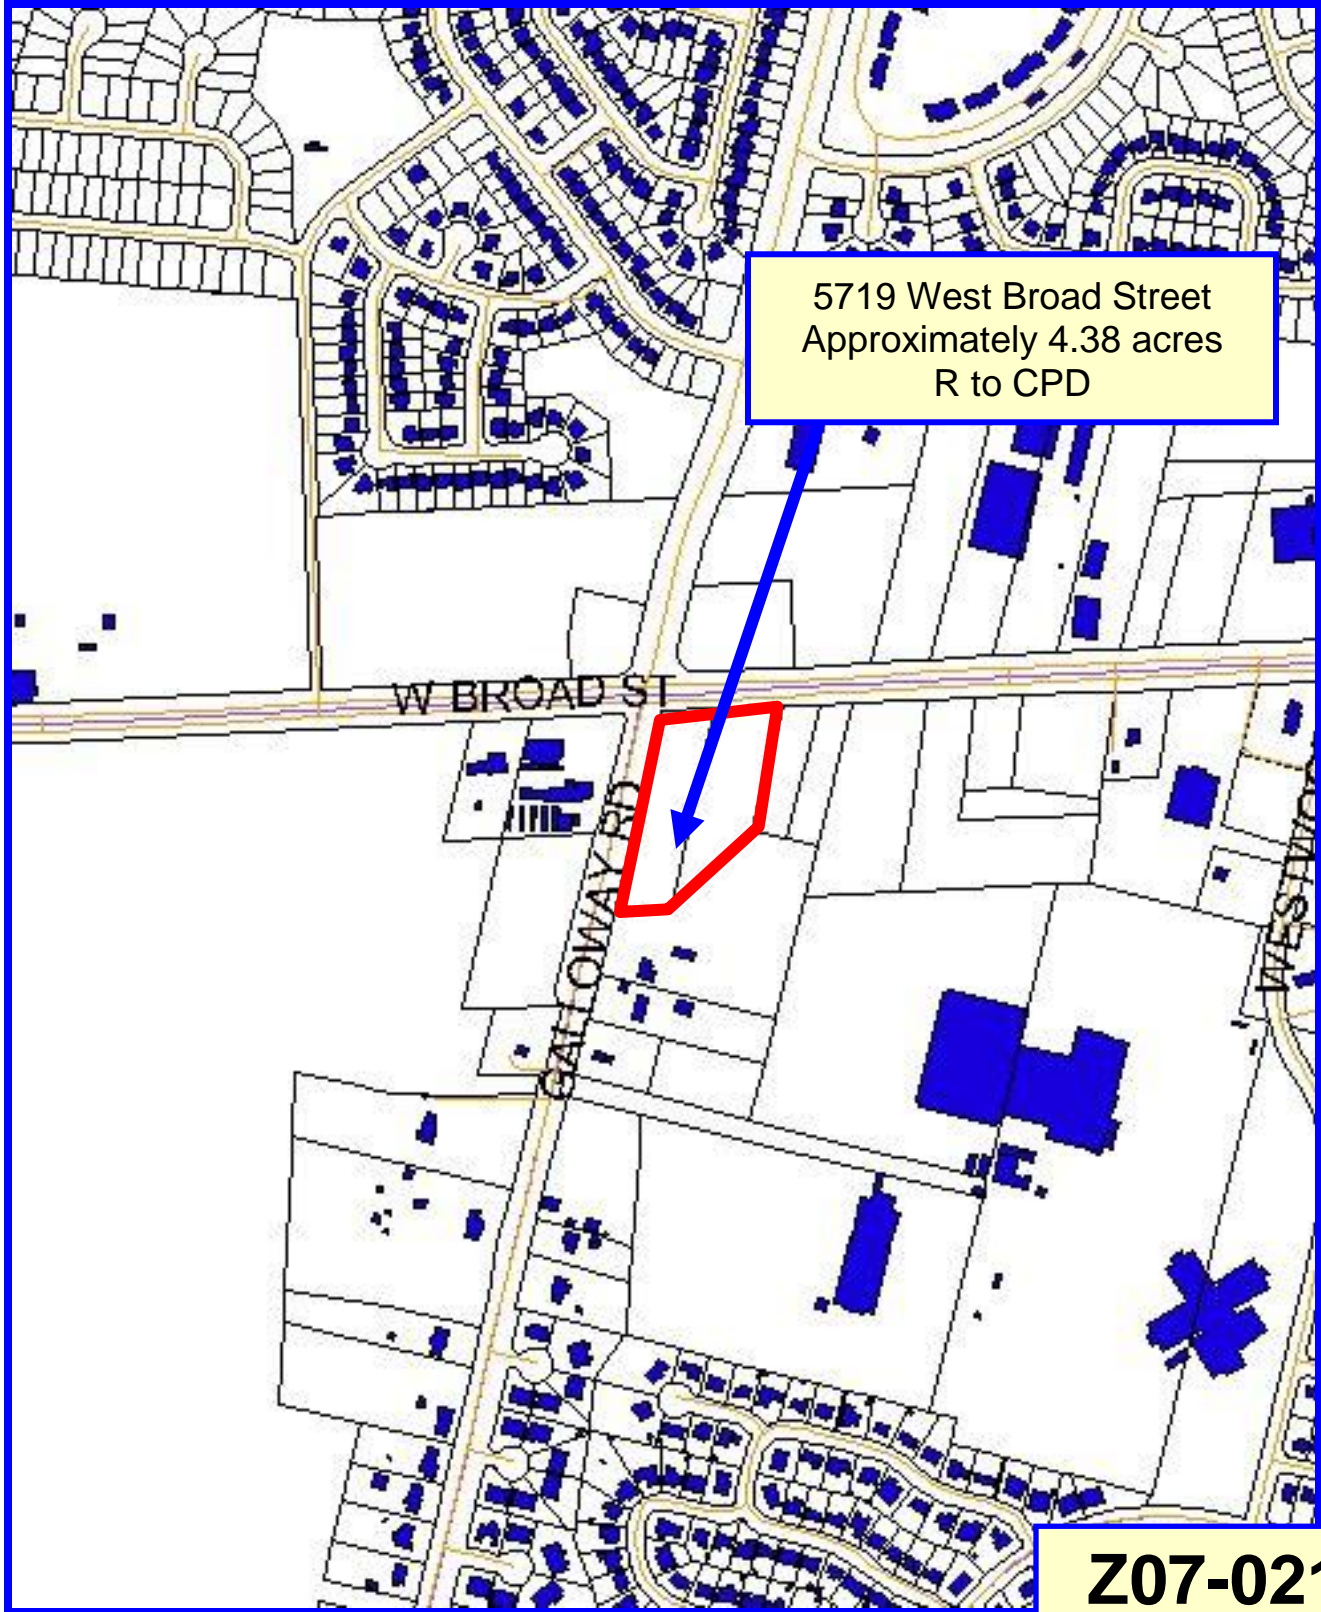 5719 West Broad Street
Approximately 4.38 acres
R to CPD
W BROAD ST
GALLOWAY RD
Z07-021